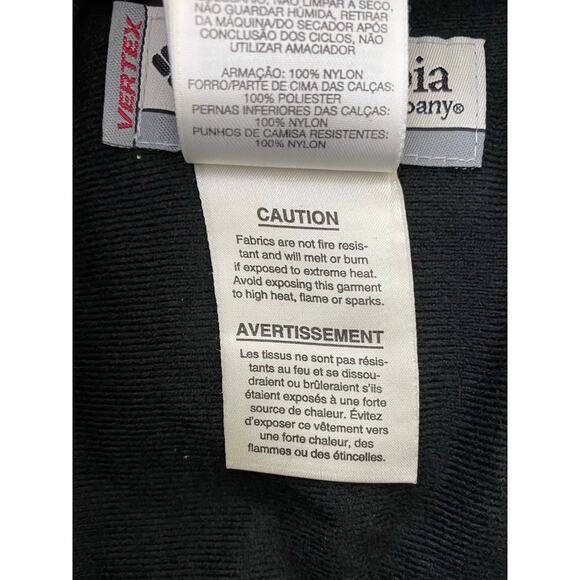 NÃO LIMPAR A SECO,
NÃO GUARDAR HÚMIDA, RETIRAR
DA MÁQUINA/DO SECADOR APÓS
CONCLUSÃO DOS CICLOS, NÃO
UTILIZAR AMACIADOR
ARMAÇÃO: 100% NYLON
FORRO/PARTE DE CIMA DAS CALÇAS:
100% POLIESTER
PERNAS INFERIORES DAS CALÇAS:
100% NYLON
PUNHOS DE CAMISA RESISTENTES:
100% NYLON
VERTEX
bia
pany®
CAUTION
Fabrics are not fire resis-
tant and will melt or burn
if exposed to extreme heat.
Avoid exposing this garment
to high heat, flame or sparks.
AVERTISSEMENT
Les tissus ne sont pas résis-
tants au feu et se dissou-
draient ou brûleraient s'ils
étaient exposés à une forte
source de chaleur. Évitez
d'exposer ce vêtement vers
une forte chaleur, des
flammes ou des étincelles.